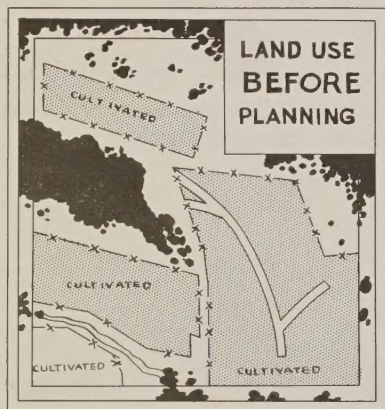 LAND USE
BEFORE
PLANNING
CULTIVATED
CULTIVATED
CULTIVATED
CULTIVATED